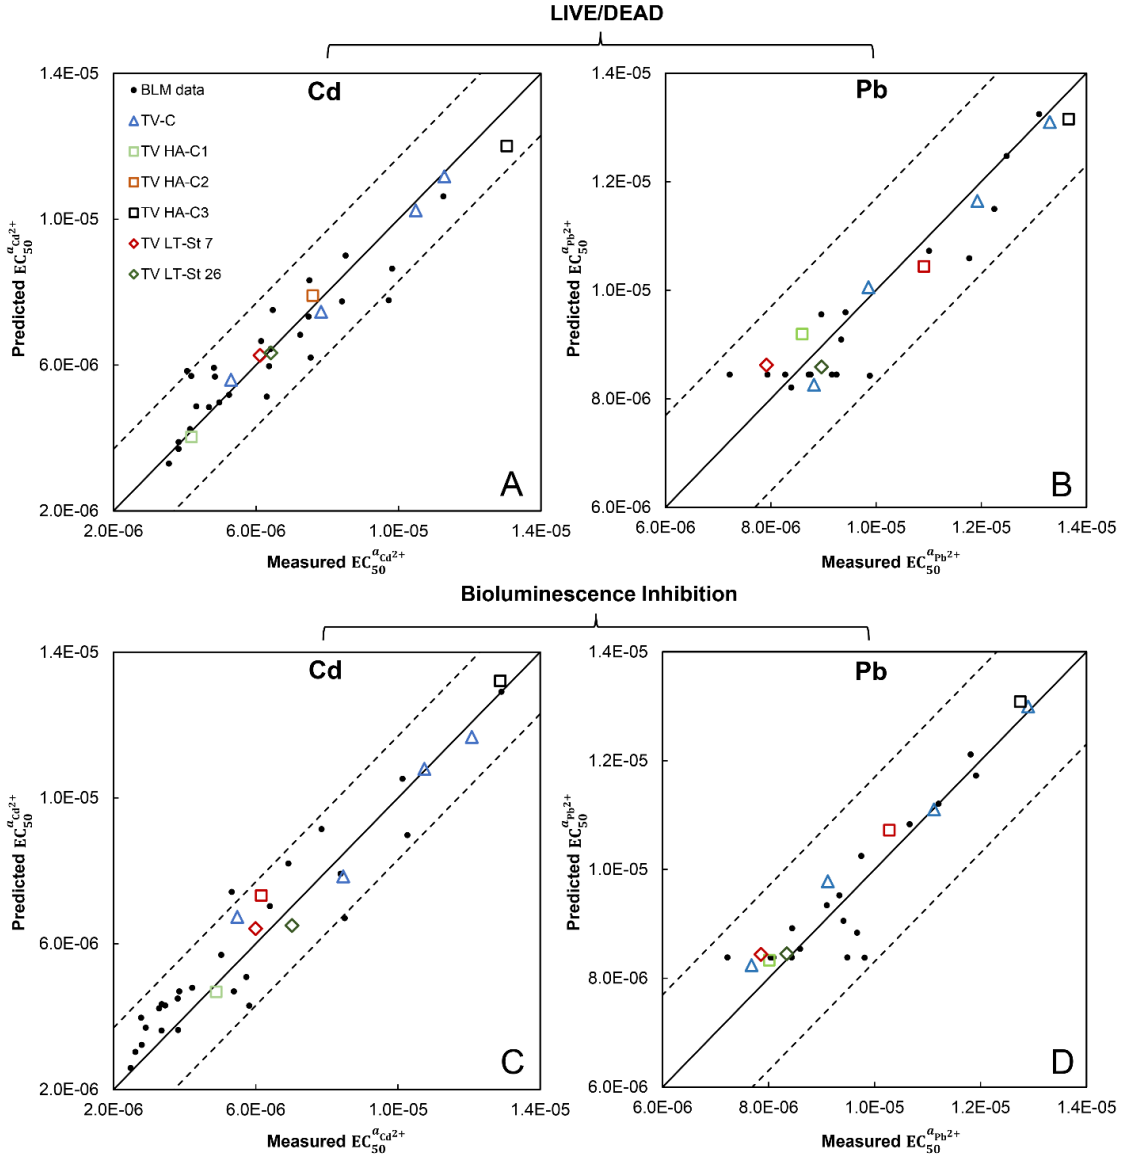 LIVE/DEAD
Cd
Pb
1.4E-05
1.0E-05
6.0E-06
2.0E-06
2.0E-06 6.0E-06 1.0E-05 1.4E-05
BLM data
TV-C
TV HA-C1
TV HA-C2
TV HA-C3
TV LT-St 7
TV LT-St 26
A
Predicted EC50 aCd2+
Measured EC50 aCd2+
1.4E-05
1.2E-05
1.0E-05
8.0E-06
6.0E-06
6.0E-06 8.0E-06 1.0E-05 1.2E-05 1.4E-05
B
Predicted EC50 aPb2+
Measured EC50 aPb2+
Bioluminescence Inhibition
Cd
Pb
1.4E-05
1.0E-05
6.0E-06
2.0E-06
2.0E-06 6.0E-06 1.0E-05 1.4E-05
C
Predicted EC50 aCd2+
Measured EC50 aCd2+
1.4E-05
1.2E-05
1.0E-05
8.0E-06
6.0E-06
6.0E-06 8.0E-06 1.0E-05 1.2E-05 1.4E-05
D
Predicted EC50 aPb2+
Measured EC50 aPb2+